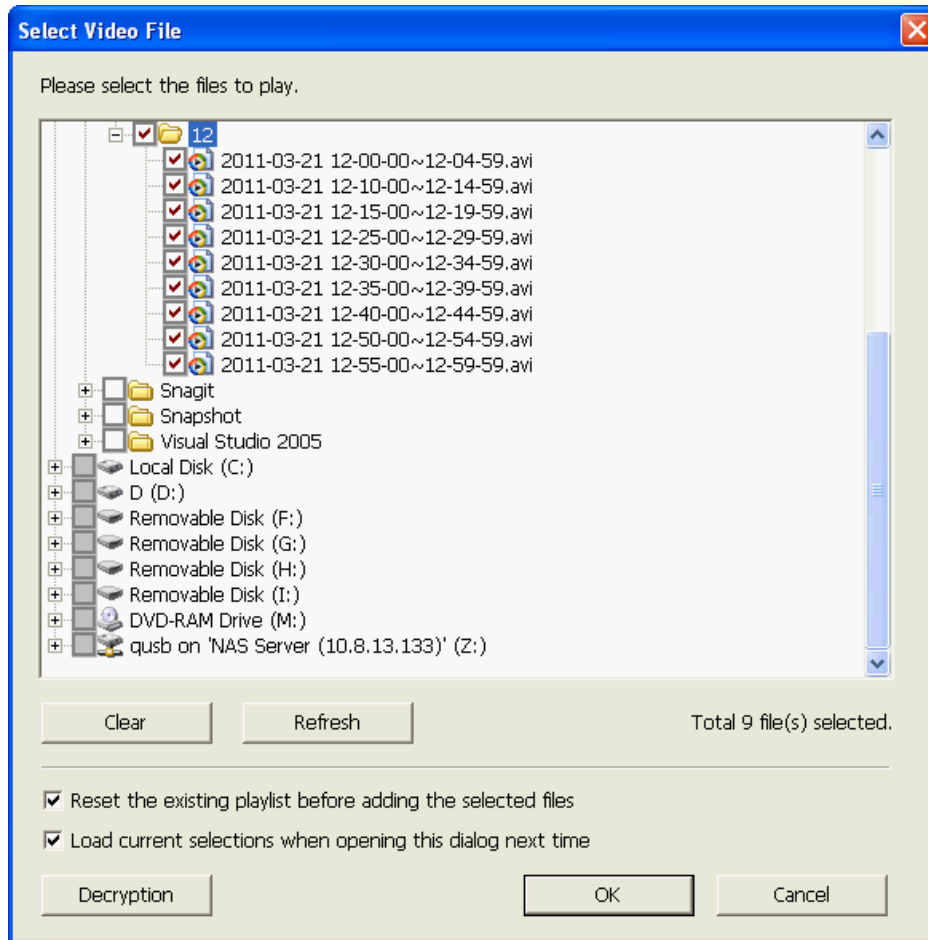 Select Video File
Please select the files to play.
12
2011-03-21 12-00-00~12-04-59.avi
2011-03-21 12-10-00~12-14-59.avi
2011-03-21 12-15-00~12-19-59.avi
2011-03-21 12-25-00~12-29-59.avi
2011-03-21 12-30-00~12-34-59.avi
2011-03-21 12-35-00~12-39-59.avi
2011-03-21 12-40-00~12-44-59.avi
2011-03-21 12-50-00~12-54-59.avi
2011-03-21 12-55-00~12-59-59.avi
Snagit
Snapshot
Visual Studio 2005
Local Disk (C:)
D (D:)
Removable Disk (F:)
Removable Disk (G:)
Removable Disk (H:)
Removable Disk (I:)
DVD-RAM Drive (M:)
qusb on 'NAS Server (10.8.13.133)' (Z:)
Clear Refresh Total 9 file(s) selected.
Reset the existing playlist before adding the selected files
Load current selections when opening this dialog next time
Decryption OK Cancel